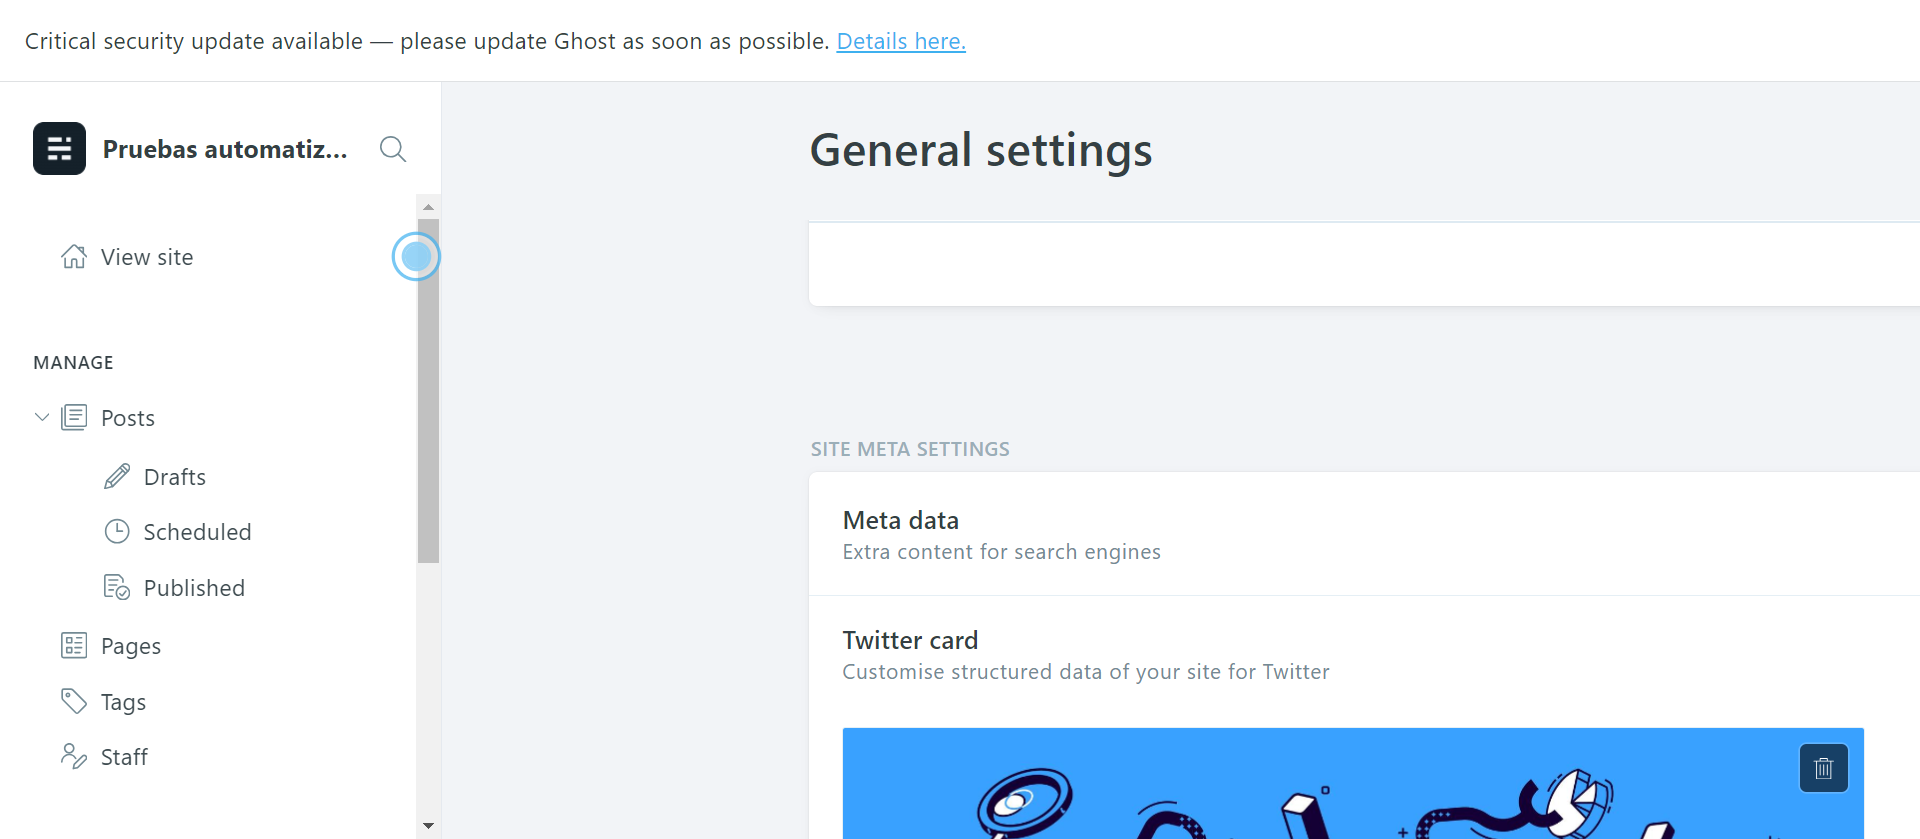 Critical security update available — please update Ghost as soon as possible. Details here.
Pruebas automatiz...
View site
MANAGE
Posts
Drafts
Scheduled
Published
Pages
Tags
Staff
General settings
SITE META SETTINGS
Meta data
Extra content for search engines
Twitter card
Customise structured data of your site for Twitter